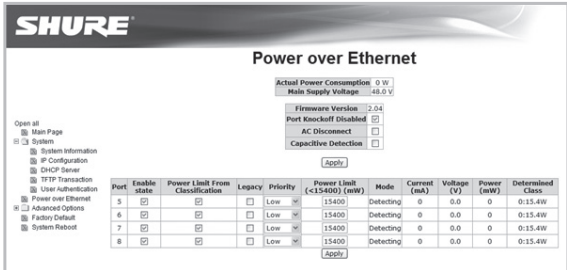 SHURE
Power over Ethernet
Actual Power Consumption 0 W
Main Supply Voltage 48.0 V
Firmware Version 2.04
Port Knockoff Disabled
AC Disconnect
Capacitive Detection
Apply
Open all
Main Page
System
System Information
IP Configuration
DHCP Server
TFTP Transaction
User Authentication
Power over Ethernet
Advanced Options
Factory Default
System Reboot
Port Enable state Power Limit From Classification Legacy Priority Power Limit (<15400) (mW) Mode Current (mA) Voltage (V) Power (mW) Determined Class
5 Low 15400 Detecting 0 0.0 0 0:15.4W
6 Low 15400 Detecting 0 0.0 0 0:15.4W
7 Low 15400 Detecting 0 0.0 0 0:15.4W
8 Low 15400 Detecting 0 0.0 0 0:15.4W
Apply